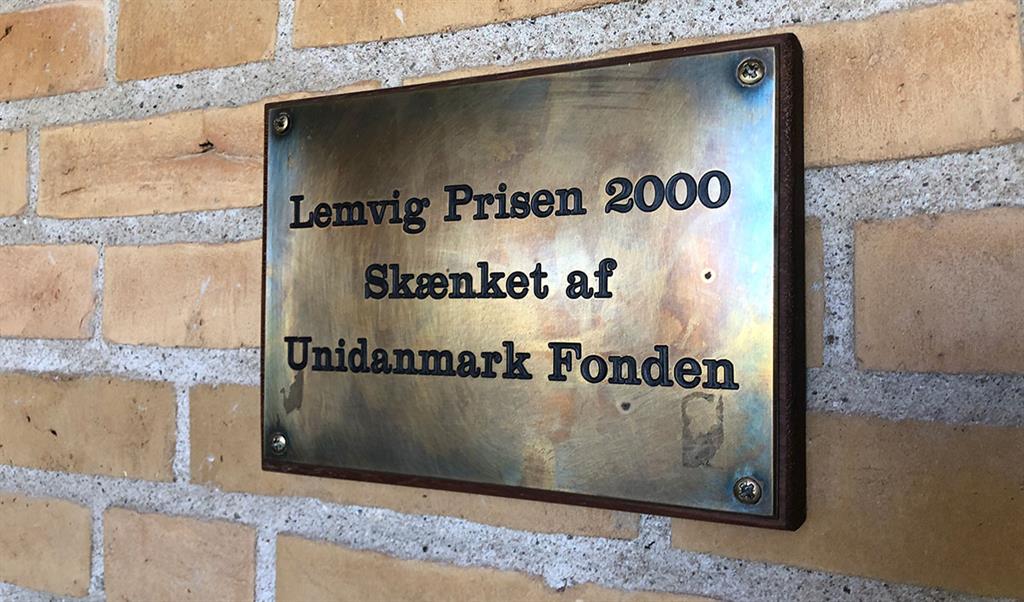 Lemvig Prisen 2000
Skænket af
Unidanmark Fonden